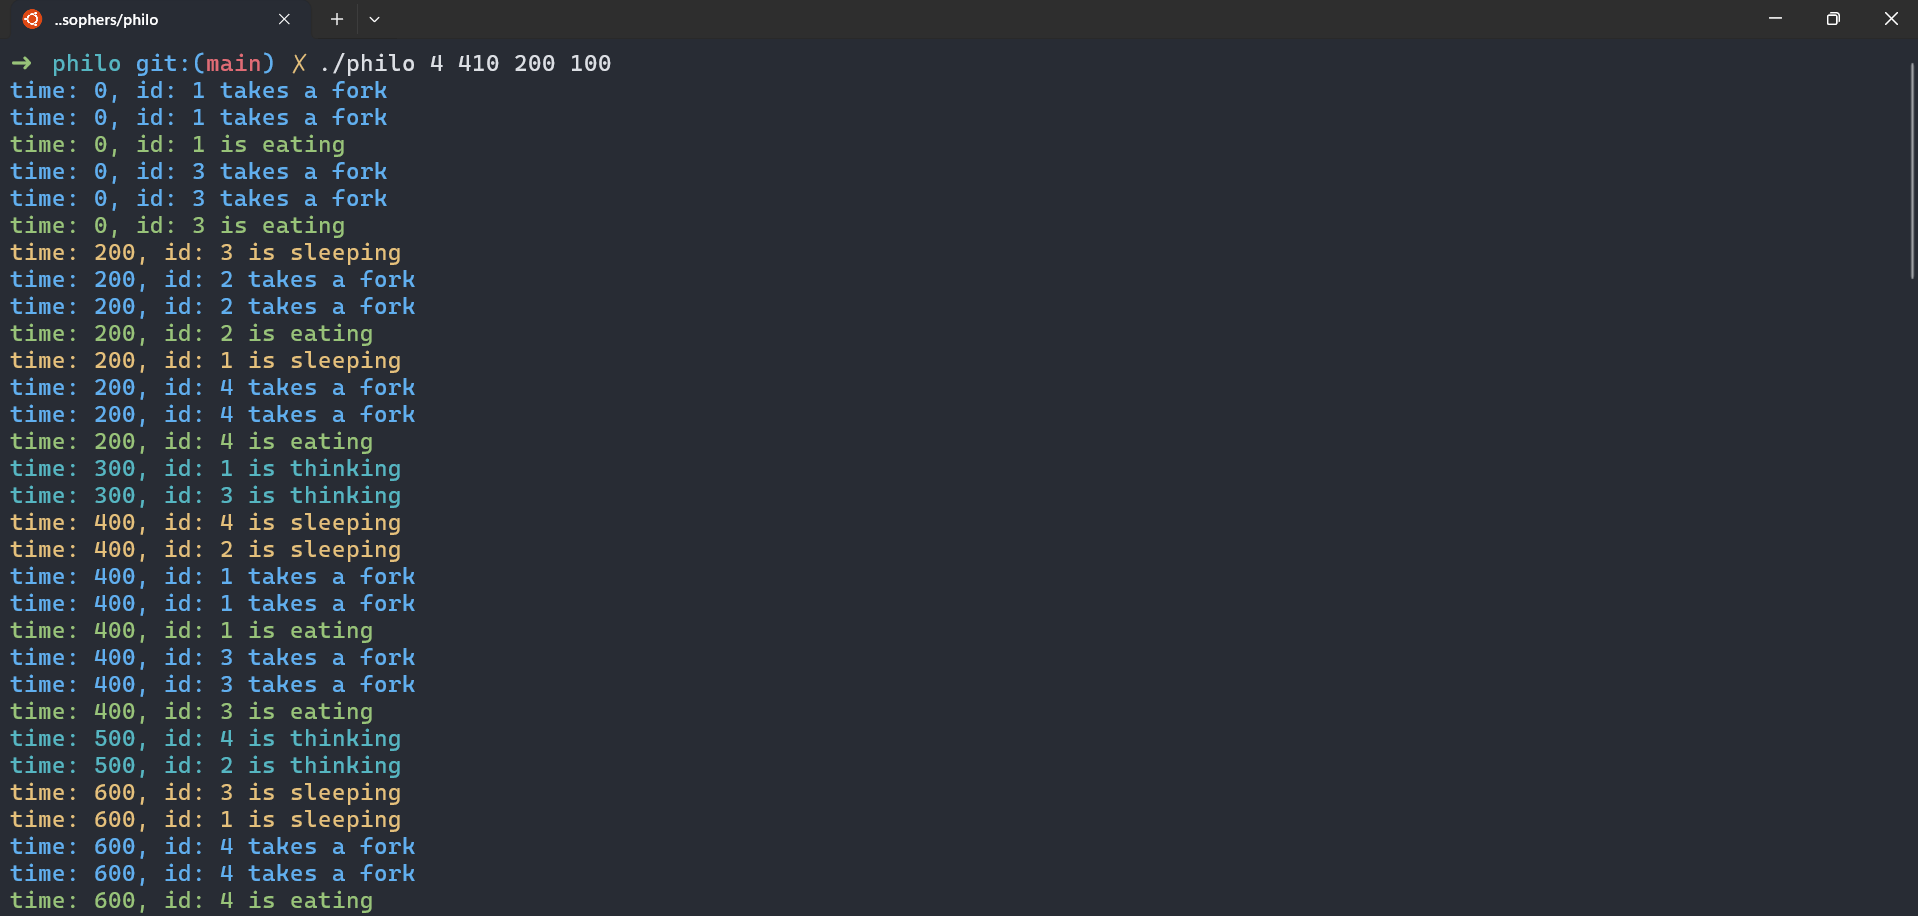 ..sophers/philo
➜ philo git:(main) ✗ ./philo 4 410 200 100
time: 0, id: 1 takes a fork
time: 0, id: 1 takes a fork
time: 0, id: 1 is eating
time: 0, id: 3 takes a fork
time: 0, id: 3 takes a fork
time: 0, id: 3 is eating
time: 200, id: 3 is sleeping
time: 200, id: 2 takes a fork
time: 200, id: 2 takes a fork
time: 200, id: 2 is eating
time: 200, id: 1 is sleeping
time: 200, id: 4 takes a fork
time: 200, id: 4 takes a fork
time: 200, id: 4 is eating
time: 300, id: 1 is thinking
time: 300, id: 3 is thinking
time: 400, id: 4 is sleeping
time: 400, id: 2 is sleeping
time: 400, id: 1 takes a fork
time: 400, id: 1 takes a fork
time: 400, id: 1 is eating
time: 400, id: 3 takes a fork
time: 400, id: 3 takes a fork
time: 400, id: 3 is eating
time: 500, id: 4 is thinking
time: 500, id: 2 is thinking
time: 600, id: 3 is sleeping
time: 600, id: 1 is sleeping
time: 600, id: 4 takes a fork
time: 600, id: 4 takes a fork
time: 600, id: 4 is eating